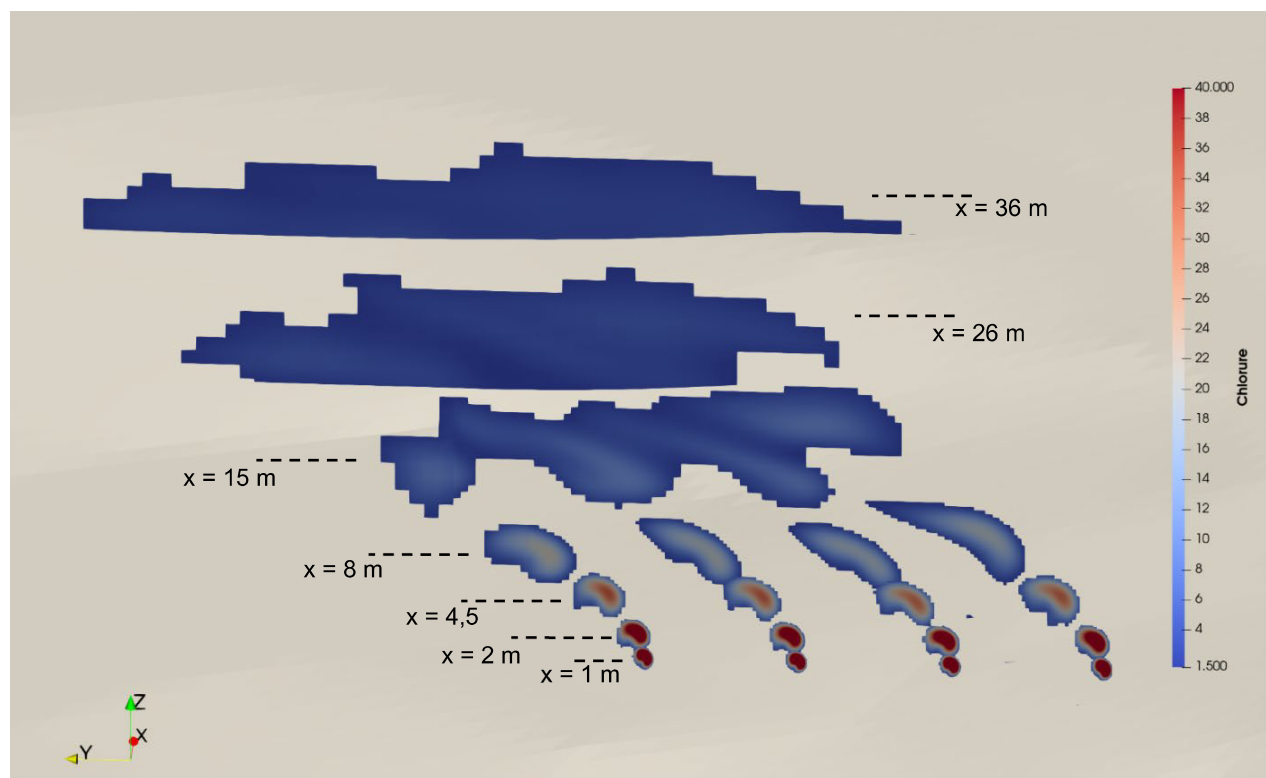 40.000
38
36
34
32
30
28
26
24
22
20
18
16
14
12
10
8
6
4
1.500
Chlorure
x = 36 m
x = 26 m
x = 15 m
x = 8 m
x = 4,5
x = 2 m
x = 1 m
Z
X
Y